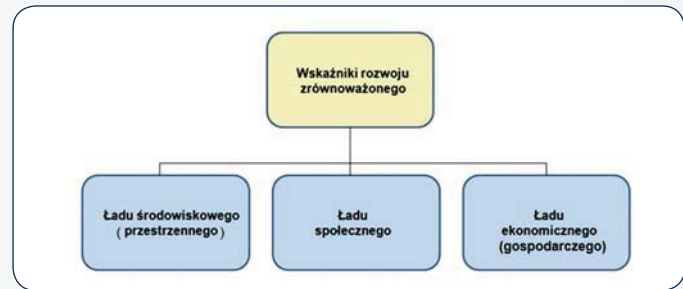 Wskaźniki rozwoju
zrównoważonego
Ładu środowiskowego
( przestrzennego )
Ładu
społecznego
Ładu
ekonomicznego
(gospodarczego)